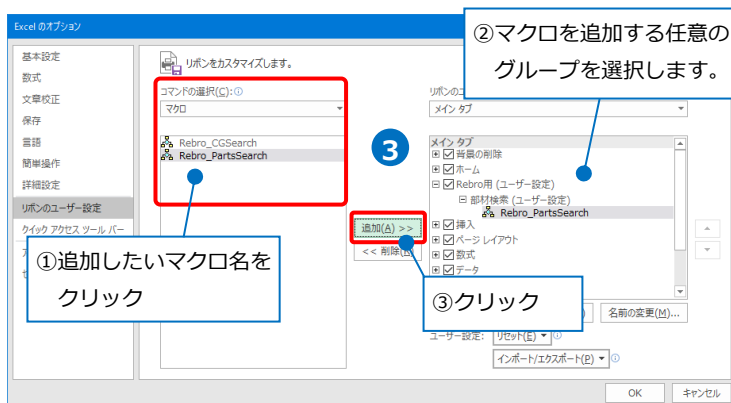 Excel のオプション
②マクロを追加する任意の
グループを選択します。
基本設定
数式
文章校正
保存
言語
簡単操作
詳細設定
リボンのユーザー設定
クイック アクセス ツール バー
リボンをカスタマイズします。
コマンドの選択(C):
マクロ
Rebro_CGSearch
Rebro_PartsSearch
3
追加(A) >>
<< 削除
メイン タブ
メイン タブ
背景の削除
ホーム
Rebro用 (ユーザー設定)
部材検索 (ユーザー設定)
Rebro_PartsSearch
挿入
ページ レイアウト
数式
データ
①追加したいマクロ名を
クリック
③クリック
名前の変更(M)...
ユーザー設定:
リセット(E)
インポート/エクスポート(P)
OK
キャンセル